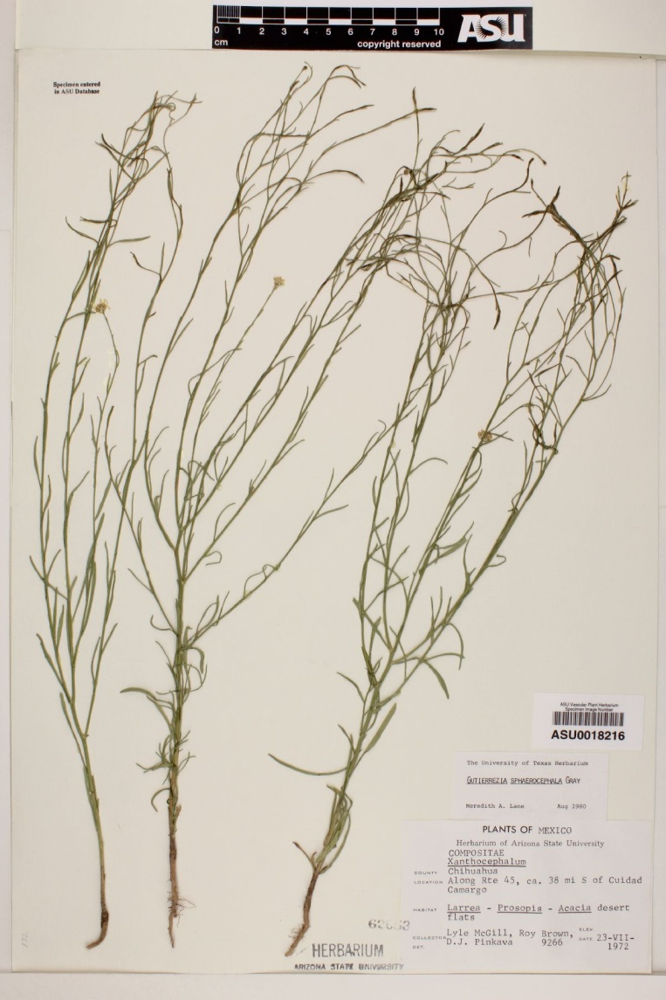 0 1 2 3 4 5 6 7 8 9 10
cm
copyright reserved
ASU
Specimen entered
in ASU Database
ASU Vascular Plant Herbarium
Specimen Image Number
ASU0018216
The University of Texas Herbarium
GUTIERREZIA SPHAEROCEPHALA GRAY
Meredith A. Lane Aug 1980
PLANTS OF MEXICO
Herbarium of Arizona State University
COMPOSITAE
Xanthocephalum
COUNTY Chihuahua
LOCATION Along Rte 45, ca. 38 mi S of Cuidad
Camargo
HABITAT Larrea - Prosopis - Acacia desert
flats
ELEV.
COLLECTOR Lyle McGill, Roy Brown, DATE 23-VII-
DET. D.J. Pinkava 9266 1972
HERBARIUM
ARIZONA STATE UNIVERSITY